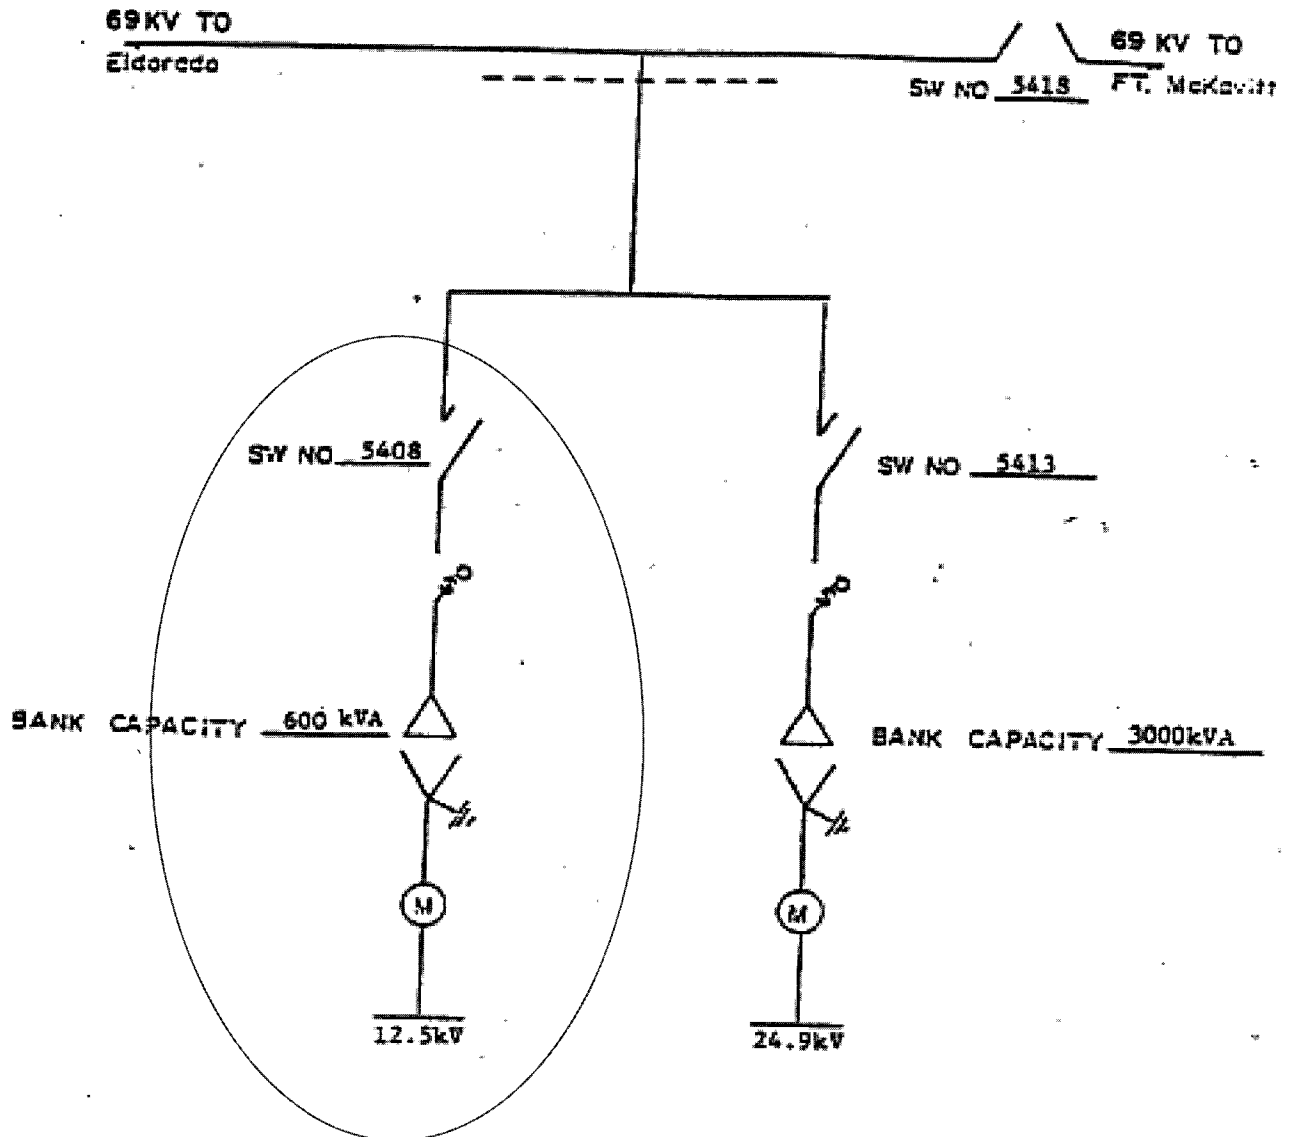 69KV TO
Eldoredo
69 KV TO
FT. McKavitt
SW NO 5418
SW NO 5408
SW NO 5413
BANK CAPACITY 600 kVA
BANK CAPACITY 3000kVA
M
M
12.5kV
24.9kV